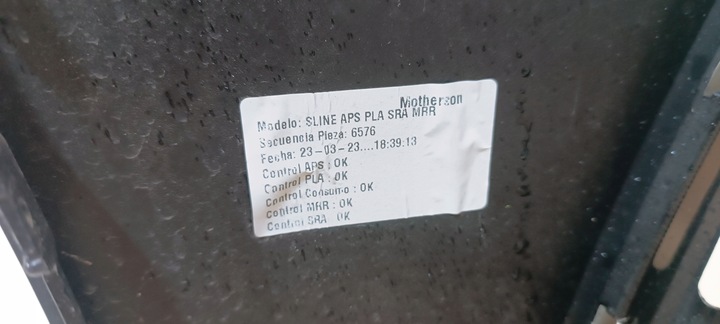 Motherson
Modelo: SLINE APS PLA SRA MRR
Secuencia Pieza: 6576
Fecha: 23-03-23....18:39:13
Control APS : OK
Control PLA : OK
Control Consumo : OK
Control MRR : OK
Control SRA : OK